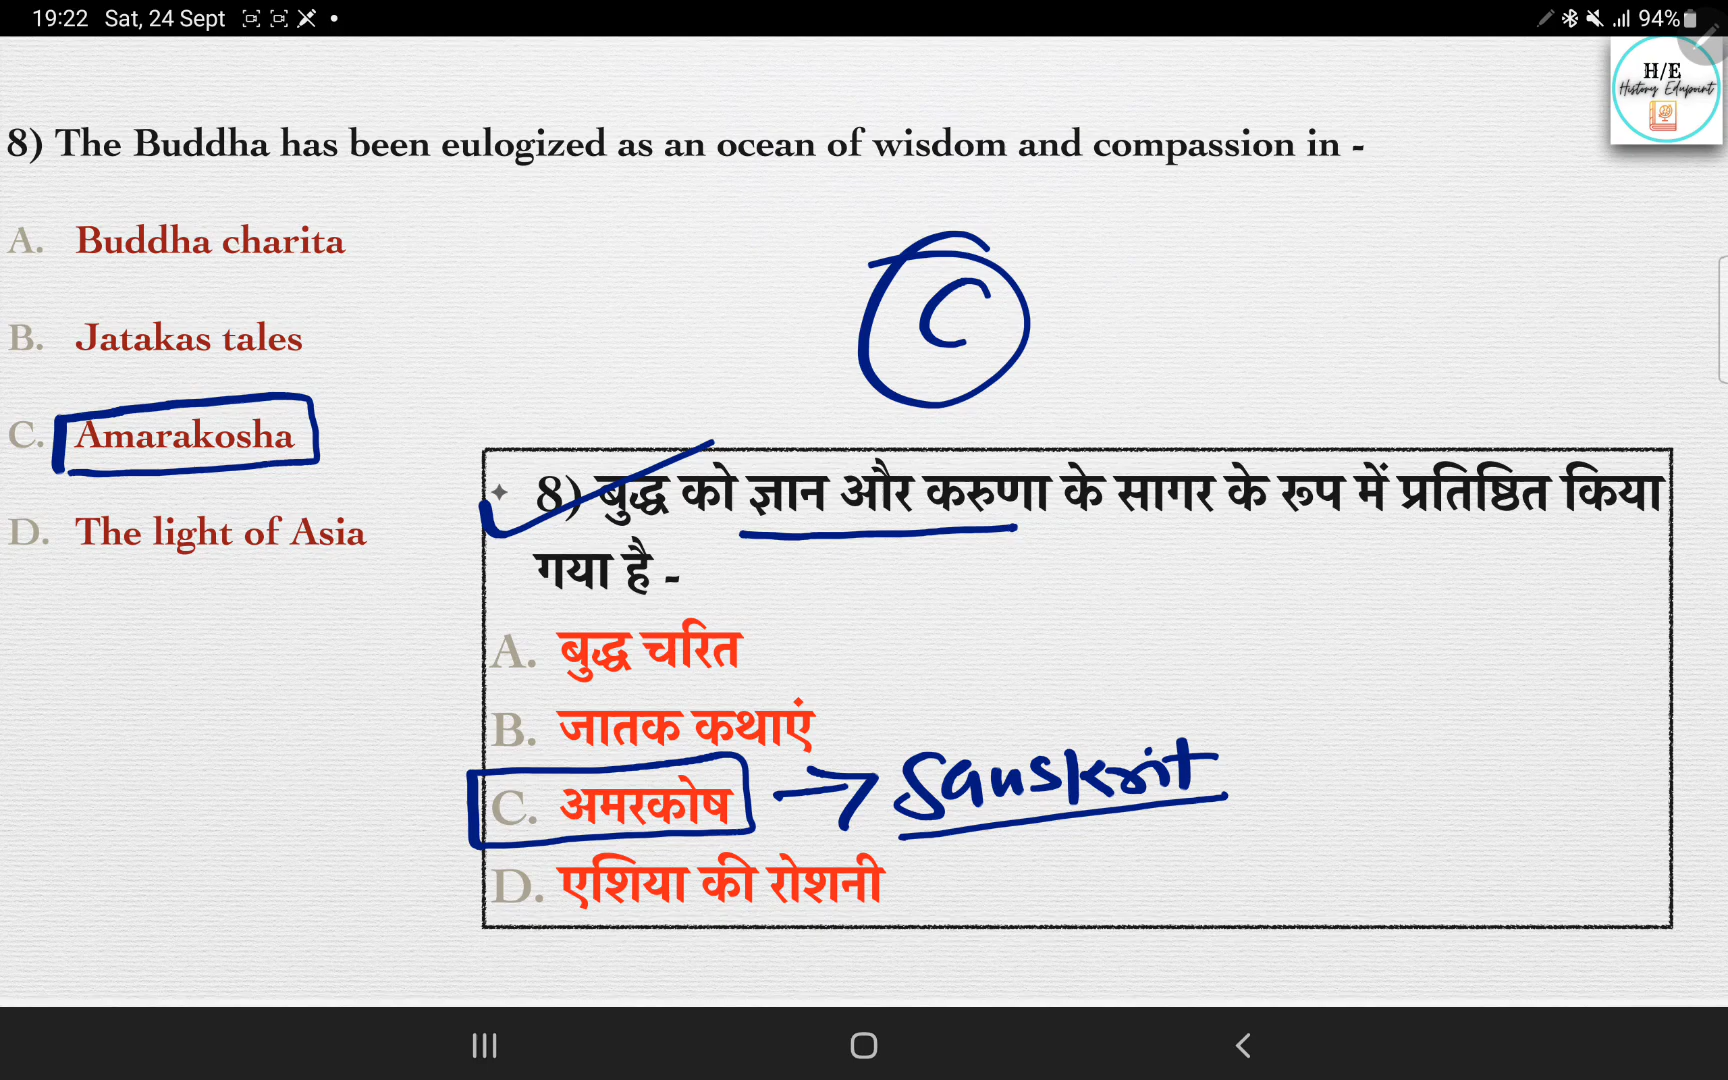 19:22 Sat, 24 Sept
94%
H/E
History Edupoint
8) The Buddha has been eulogized as an ocean of wisdom and compassion in -
A. Buddha charita
B. Jatakas tales
C. Amarakosha
D. The light of Asia
C
8) बुद्ध को ज्ञान और करुणा के सागर के रूप में प्रतिष्ठित किया
गया है -
A. बुद्ध चरित
B. जातक कथाएं
C. अमरकोष → Sanskrit
D. एशिया की रोशनी